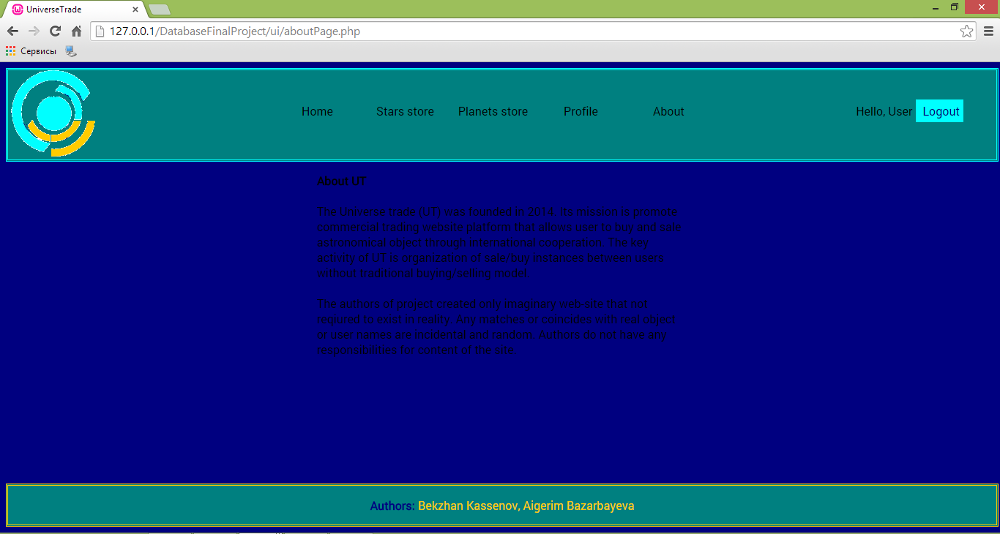 UniverseTrade
127.0.0.1/DatabaseFinalProject/ui/aboutPage.php
Сервисы
Home Stars store Planets store Profile About Hello, User Logout
About UT
The Universe trade (UT) was founded in 2014. Its mission is promote
commercial trading website platform that allows user to buy and sale
astronomical object through international cooperation. The key
activity of UT is organization of sale/buy instances between users
without traditional buying/selling model.
The authors of project created only imaginary web-site that not
reqiured to exist in reality. Any matches or coincides with real object
or user names are incidental and random. Authors do not have any
responsibilities for content of the site
Authors: Bekzhan Kassenov, Aigerim Bazarbayeva